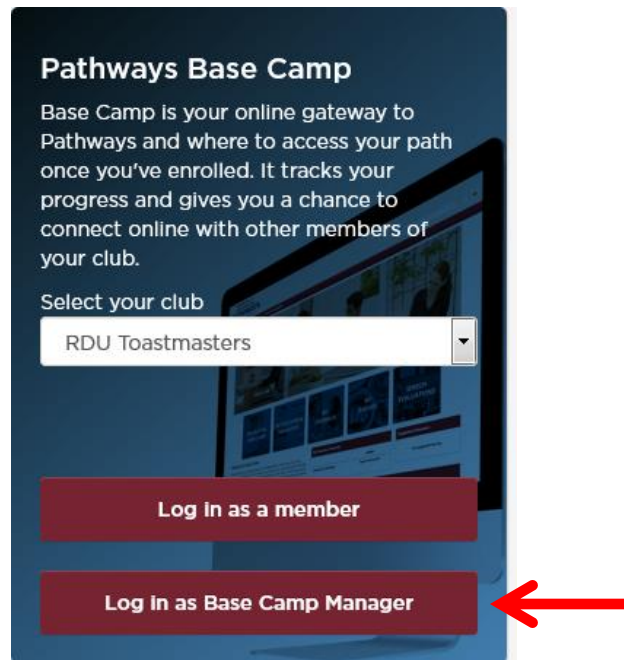 Pathways Base Camp
Base Camp is your online gateway to
Pathways and where to access your path
once you've enrolled. It tracks your
progress and gives you a chance to
connect online with other members of
your club.
Select your club
RDU Toastmasters
Log in as a member
Log in as Base Camp Manager